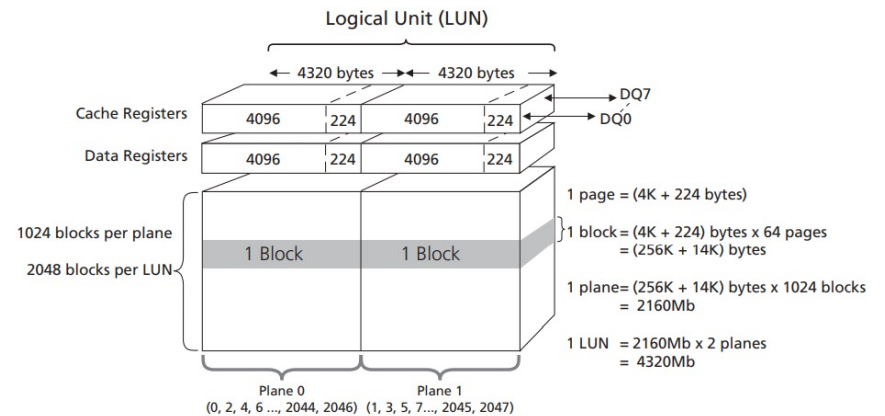 Logical Unit (LUN)
4320 bytes 4320 bytes
Cache Registers 4096 224 4096 224 DQ7
DQ0
Data Registers 4096 224 4096 224
1 page = (4K + 224 bytes)
1024 blocks per plane
2048 blocks per LUN
1 Block 1 Block
1 block = (4K + 224) bytes x 64 pages
= (256K + 14K) bytes
1 plane= (256K + 14K) bytes x 1024 blocks
= 2160Mb
1 LUN = 2160Mb x 2 planes
= 4320Mb
Plane 0 Plane 1
(0, 2, 4, 6 ..., 2044, 2046) (1, 3, 5, 7..., 2045, 2047)